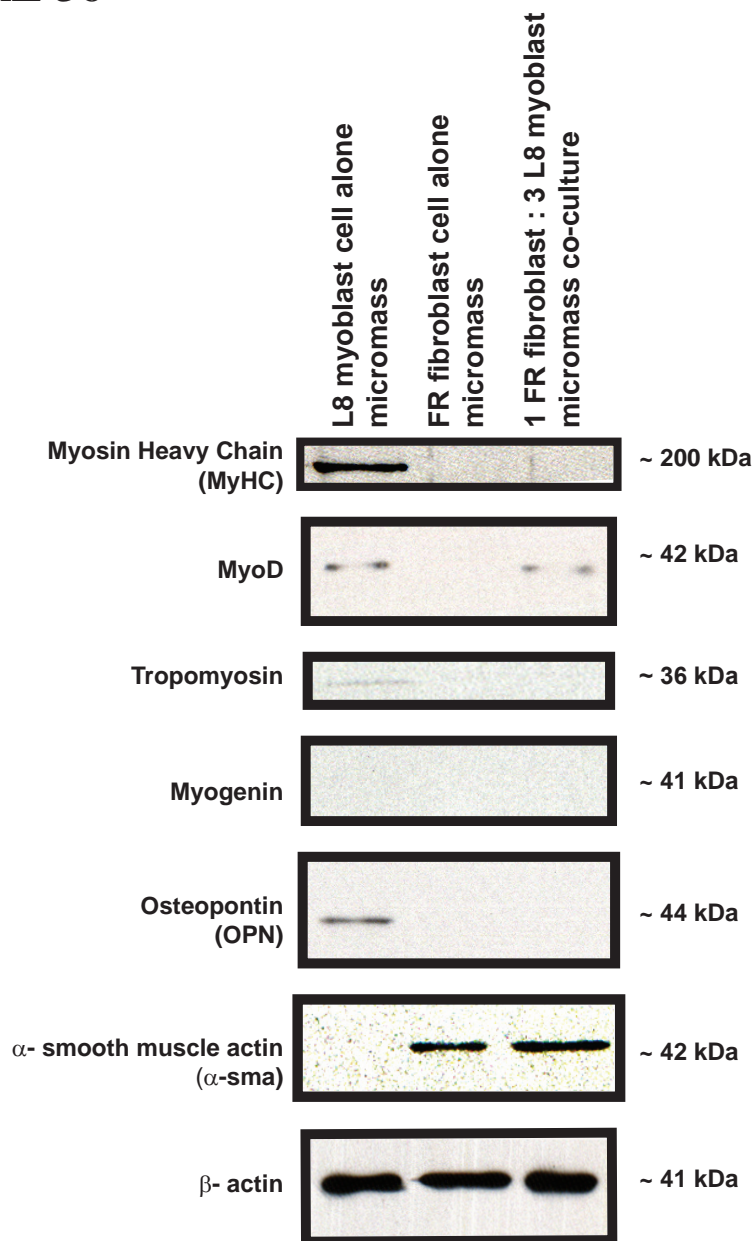 L8 myoblast cell alone
micromass
FR fibroblast cell alone
micromass
1 FR fibroblast : 3 L8 myoblast
micromass co-culture
Myosin Heavy Chain
(MyHC)
~ 200 kDa
MyoD
~ 42 kDa
Tropomyosin
~ 36 kDa
Myogenin
~ 41 kDa
Osteopontin
(OPN)
~ 44 kDa
α- smooth muscle actin
(α-sma)
~ 42 kDa
β- actin
~ 41 kDa